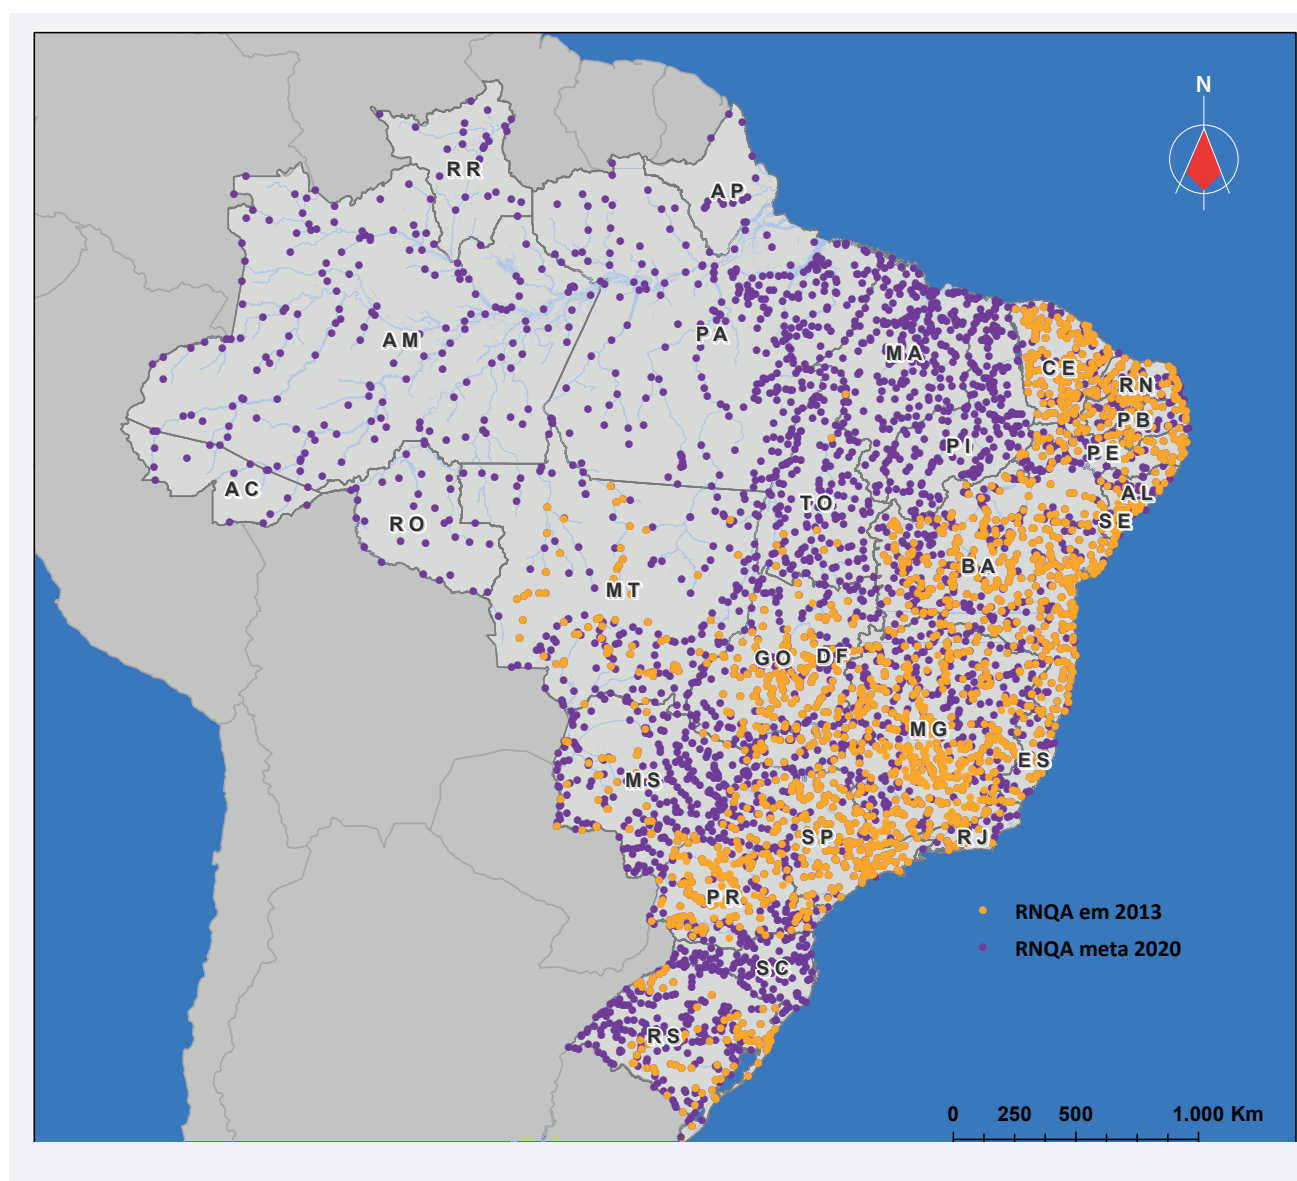 N
RR
AP
AM
PA
MA
CE
RN
PB
PI
PE
AC
AL
TO
RO
SE
BA
MT
GO
DF
MG
ES
MS
SP
RJ
PR
RNQA em 2013
RNQA meta 2020
SC
RS
0 250 500 1.000 Km